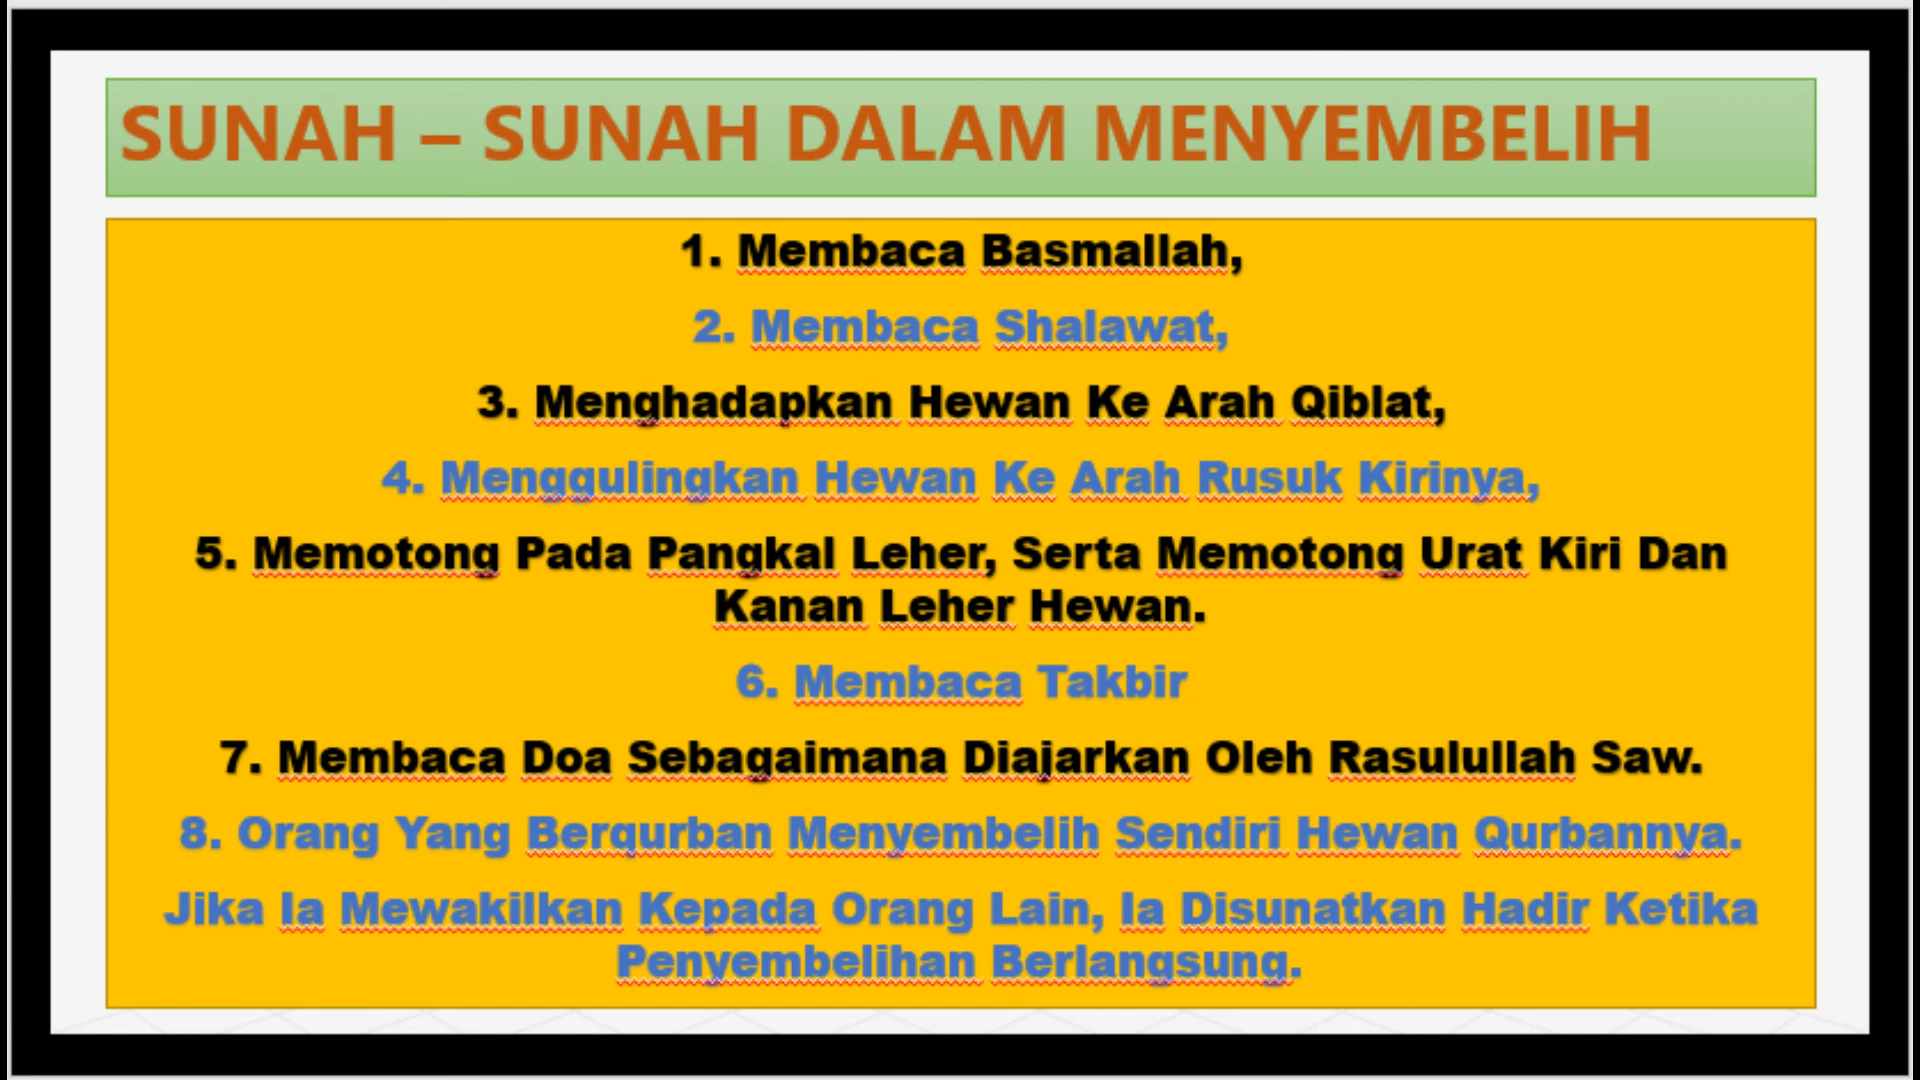 SUNAH – SUNAH DALAM MENYEMBELIH
1. Membaca Basmallah,
2. Membaca Shalawat,
3. Menghadapkan Hewan Ke Arah Qiblat,
4. Menggulingkan Hewan Ke Arah Rusuk Kirinya,
5. Memotong Pada Pangkal Leher, Serta Memotong Urat Kiri Dan
Kanan Leher Hewan.
6. Membaca Takbir
7. Membaca Doa Sebagaimana Diajarkan Oleh Rasulullah Saw.
8. Orang Yang Berqurban Menyembelih Sendiri Hewan Qurbannya.
Jika Ia Mewakilkan Kepada Orang Lain, Ia Disunatkan Hadir Ketika
Penyembelihan Berlangsung.